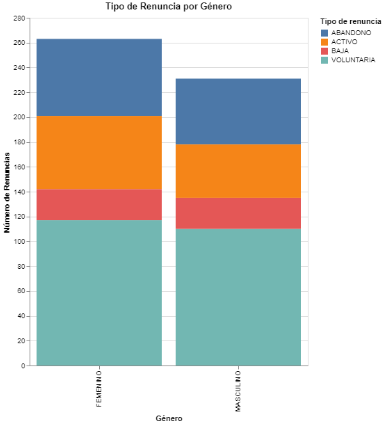 Tipo de Renuncia por Género
Tipo de renuncia
ABANDONO
ACTIVO
BAJA
VOLUNTARIA
Número de Renuncias
280
260
240
220
200
180
160
140
120
100
80
60
40
20
0
FEMENINO
MASCULINO
Género